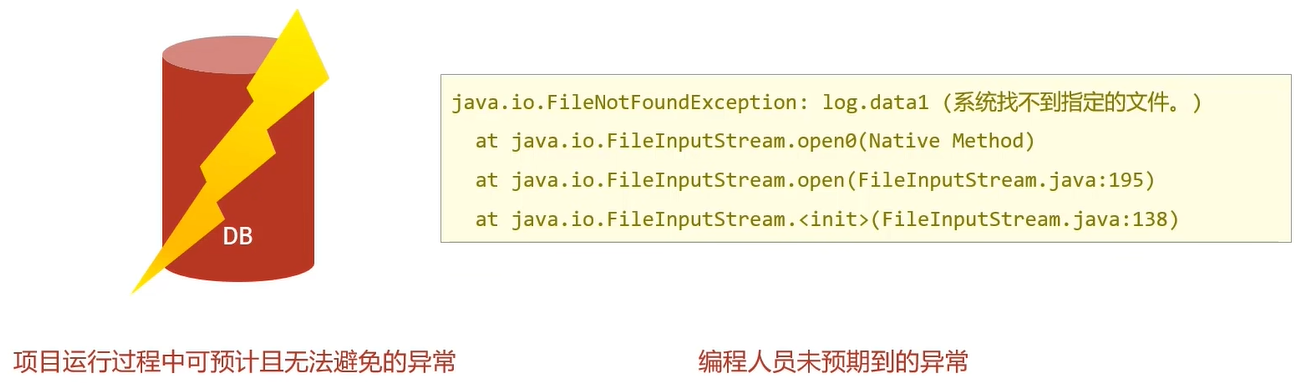 DB
java.io.FileNotFoundException: log.data1 (系统找不到指定的文件。)
at java.io.FileInputStream.open0(Native Method)
at java.io.FileInputStream.open(FileInputStream.java:195)
at java.io.FileInputStream.<init>(FileInputStream.java:138)
项目运行过程中可预计且无法避免的异常
编程人员未预期到的异常